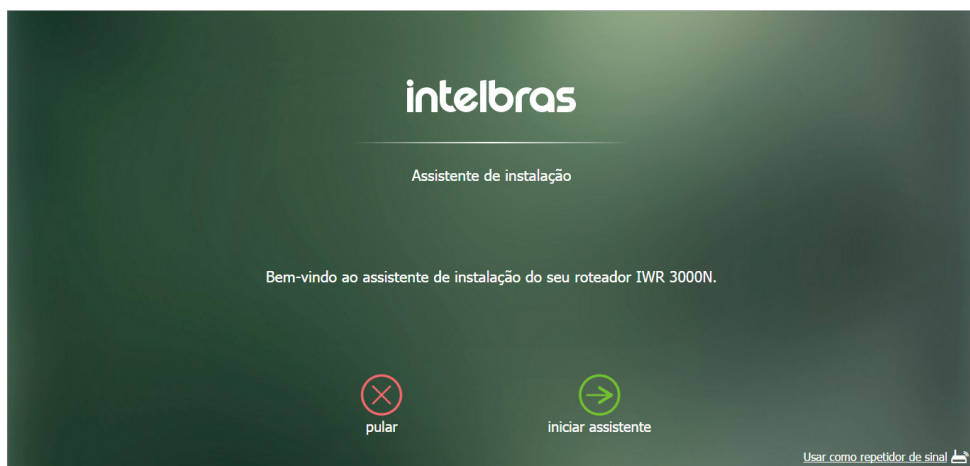 intelbras
Assistente de instalação
Bem-vindo ao assistente de instalação do seu roteador IWR 3000N.
pular
iniciar assistente
Usar como repetidor de sinal